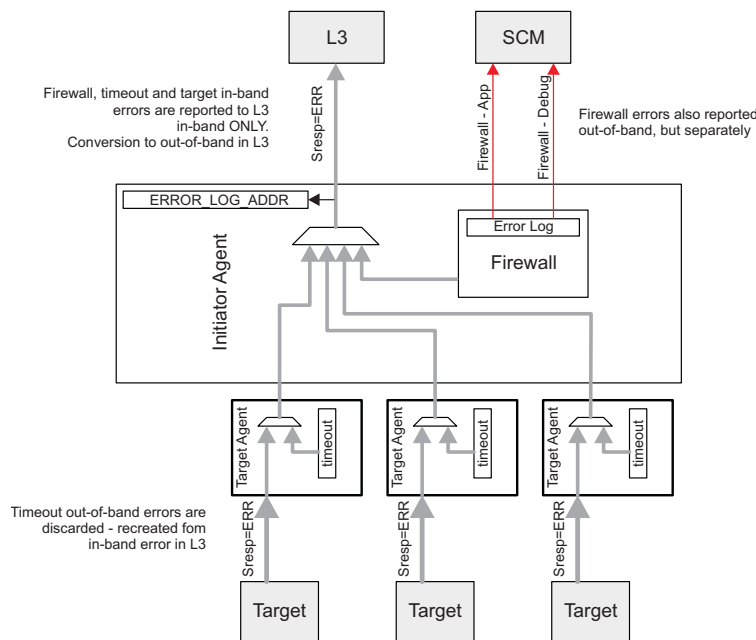 L3
SCM
Firewall, timeout and target in-band
errors are reported to L3
in-band ONLY.
Conversion to out-of-band in L3
Sresp=ERR
Firewall - App
Firewall - Debug
Firewall errors also reported
out-of-band, but separately
ERROR_LOG_ADDR
Error Log
Firewall
Initiator Agent
Target Agent
timeout
Target Agent
timeout
Target Agent
timeout
Timeout out-of-band errors are
discarded - recreated fom
in-band error in L3
Sresp=ERR
Sresp=ERR
Sresp=ERR
Target
Target
Target